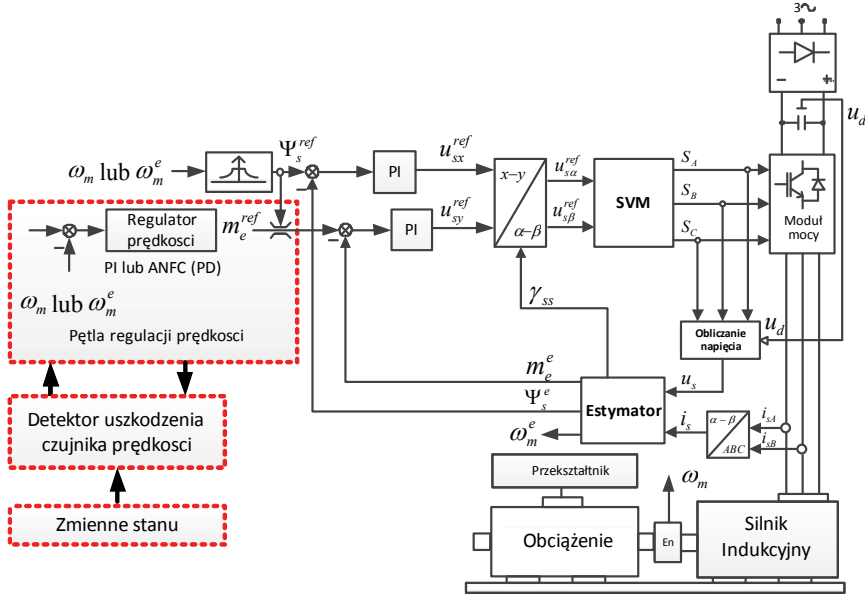 3~
- +
u_d
ω_m lub ω_m^e
Ψ_s^ref
PI
u_sx^ref
x-y
α-β
u_sα^ref
u_sβ^ref
SVM
S_A
S_B
S_C
Moduł
mocy
Regulator
prędkosci
PI lub ANFC (PD)
m_e^ref
PI
u_sy^ref
ω_m lub ω_m^e
Pętla regulacji prędkosci
γ_ss
Obliczanie
napięcia
u_d
u_s
Detektor uszkodzenia
czujnika prędkosci
m_e^e
Ψ_s^e
ω_m^e
Estymator
i_s
α-β
ABC
i_sA
i_sB
Zmienne stanu
Przekształtnik
ω_m
Obciążenie
En
Silnik
Indukcyjny